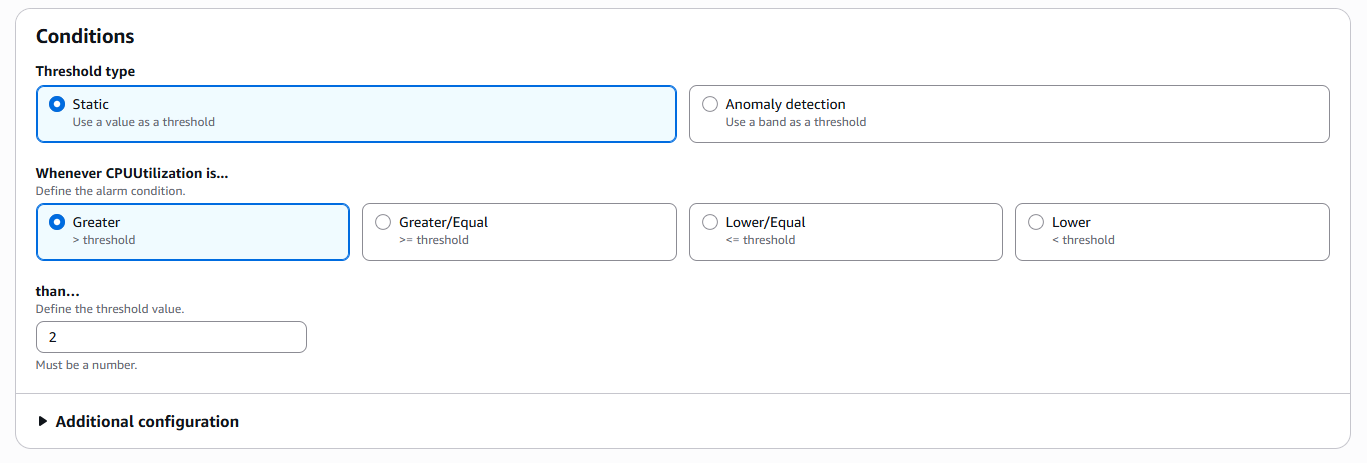 Conditions
Threshold type
Static
Use a value as a threshold
Anomaly detection
Use a band as a threshold
Whenever CPUUtilization is...
Define the alarm condition.
Greater
> threshold
Greater/Equal
>= threshold
Lower/Equal
<= threshold
Lower
< threshold
than...
Define the threshold value.
2
Must be a number.
Additional configuration